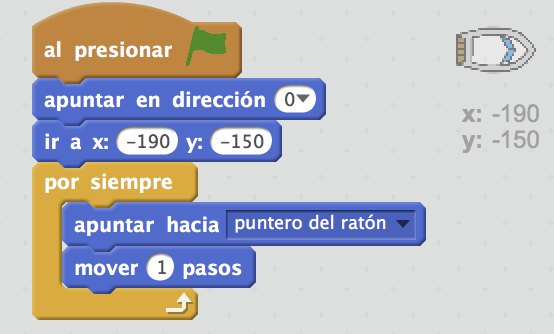 al presionar
apuntar en dirección 0
ir a x: -190 y: -150
por siempre
apuntar hacia puntero del ratón
mover 1 pasos
x: -190
y: -150